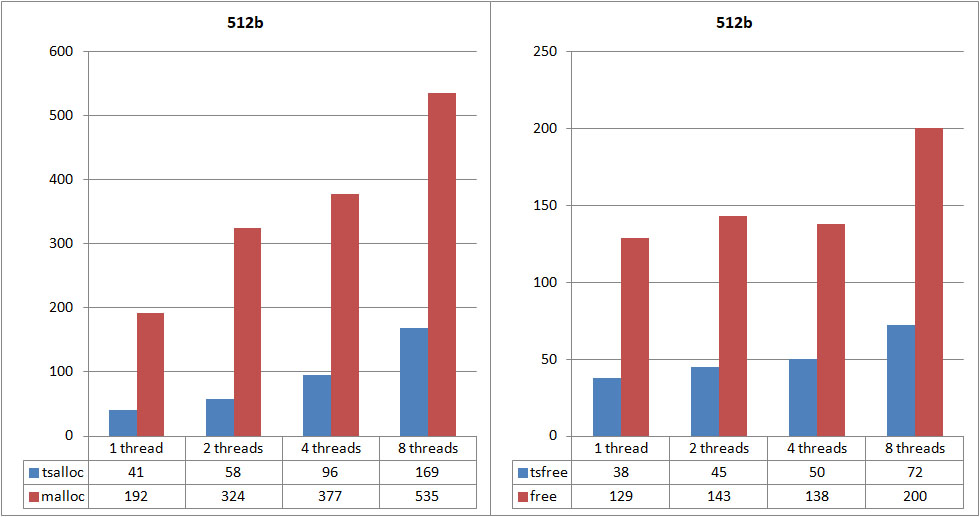 512b
600
500
400
300
200
100
0
1 thread 2 threads 4 threads 8 threads
tsalloc 41 58 96 169
malloc 192 324 377 535
512b
250
200
150
100
50
0
1 thread 2 threads 4 threads 8 threads
tsfree 38 45 50 72
free 129 143 138 200